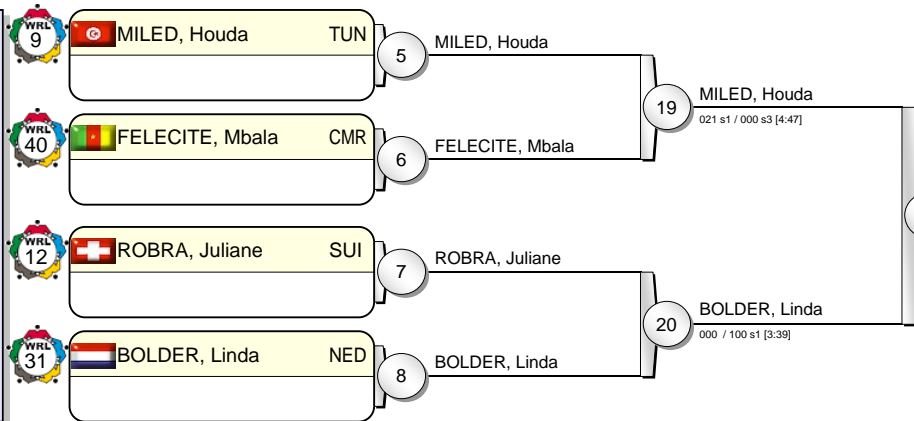 WRL
9
MILED, Houda TUN
5
MILED, Houda
19
MILED, Houda
021 s1 / 000 s3 [4:47]
WRL
40
FELECITE, Mbala CMR
6
FELECITE, Mbala
WRL
12
ROBRA, Juliane SUI
7
ROBRA, Juliane
20
BOLDER, Linda
000 / 100 s1 [3:39]
WRL
31
BOLDER, Linda NED
8
BOLDER, Linda